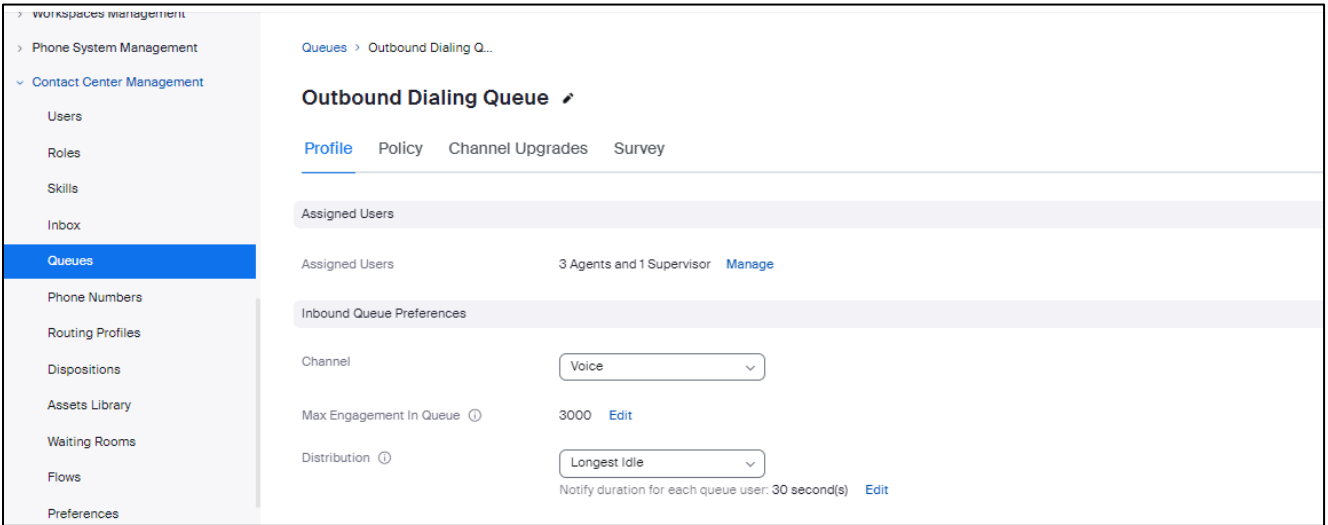 Workspaces Management
Phone System Management
Contact Center Management
Users
Roles
Skills
Inbox
Queues
Phone Numbers
Routing Profiles
Dispositions
Assets Library
Waiting Rooms
Flows
Preferences
Queues > Outbound Dialing Q...
Outbound Dialing Queue
Profile Policy Channel Upgrades Survey
Assigned Users
Assigned Users 3 Agents and 1 Supervisor Manage
Inbound Queue Preferences
Channel Voice
Max Engagement In Queue 3000 Edit
Distribution Longest Idle
Notify duration for each queue user: 30 second(s) Edit